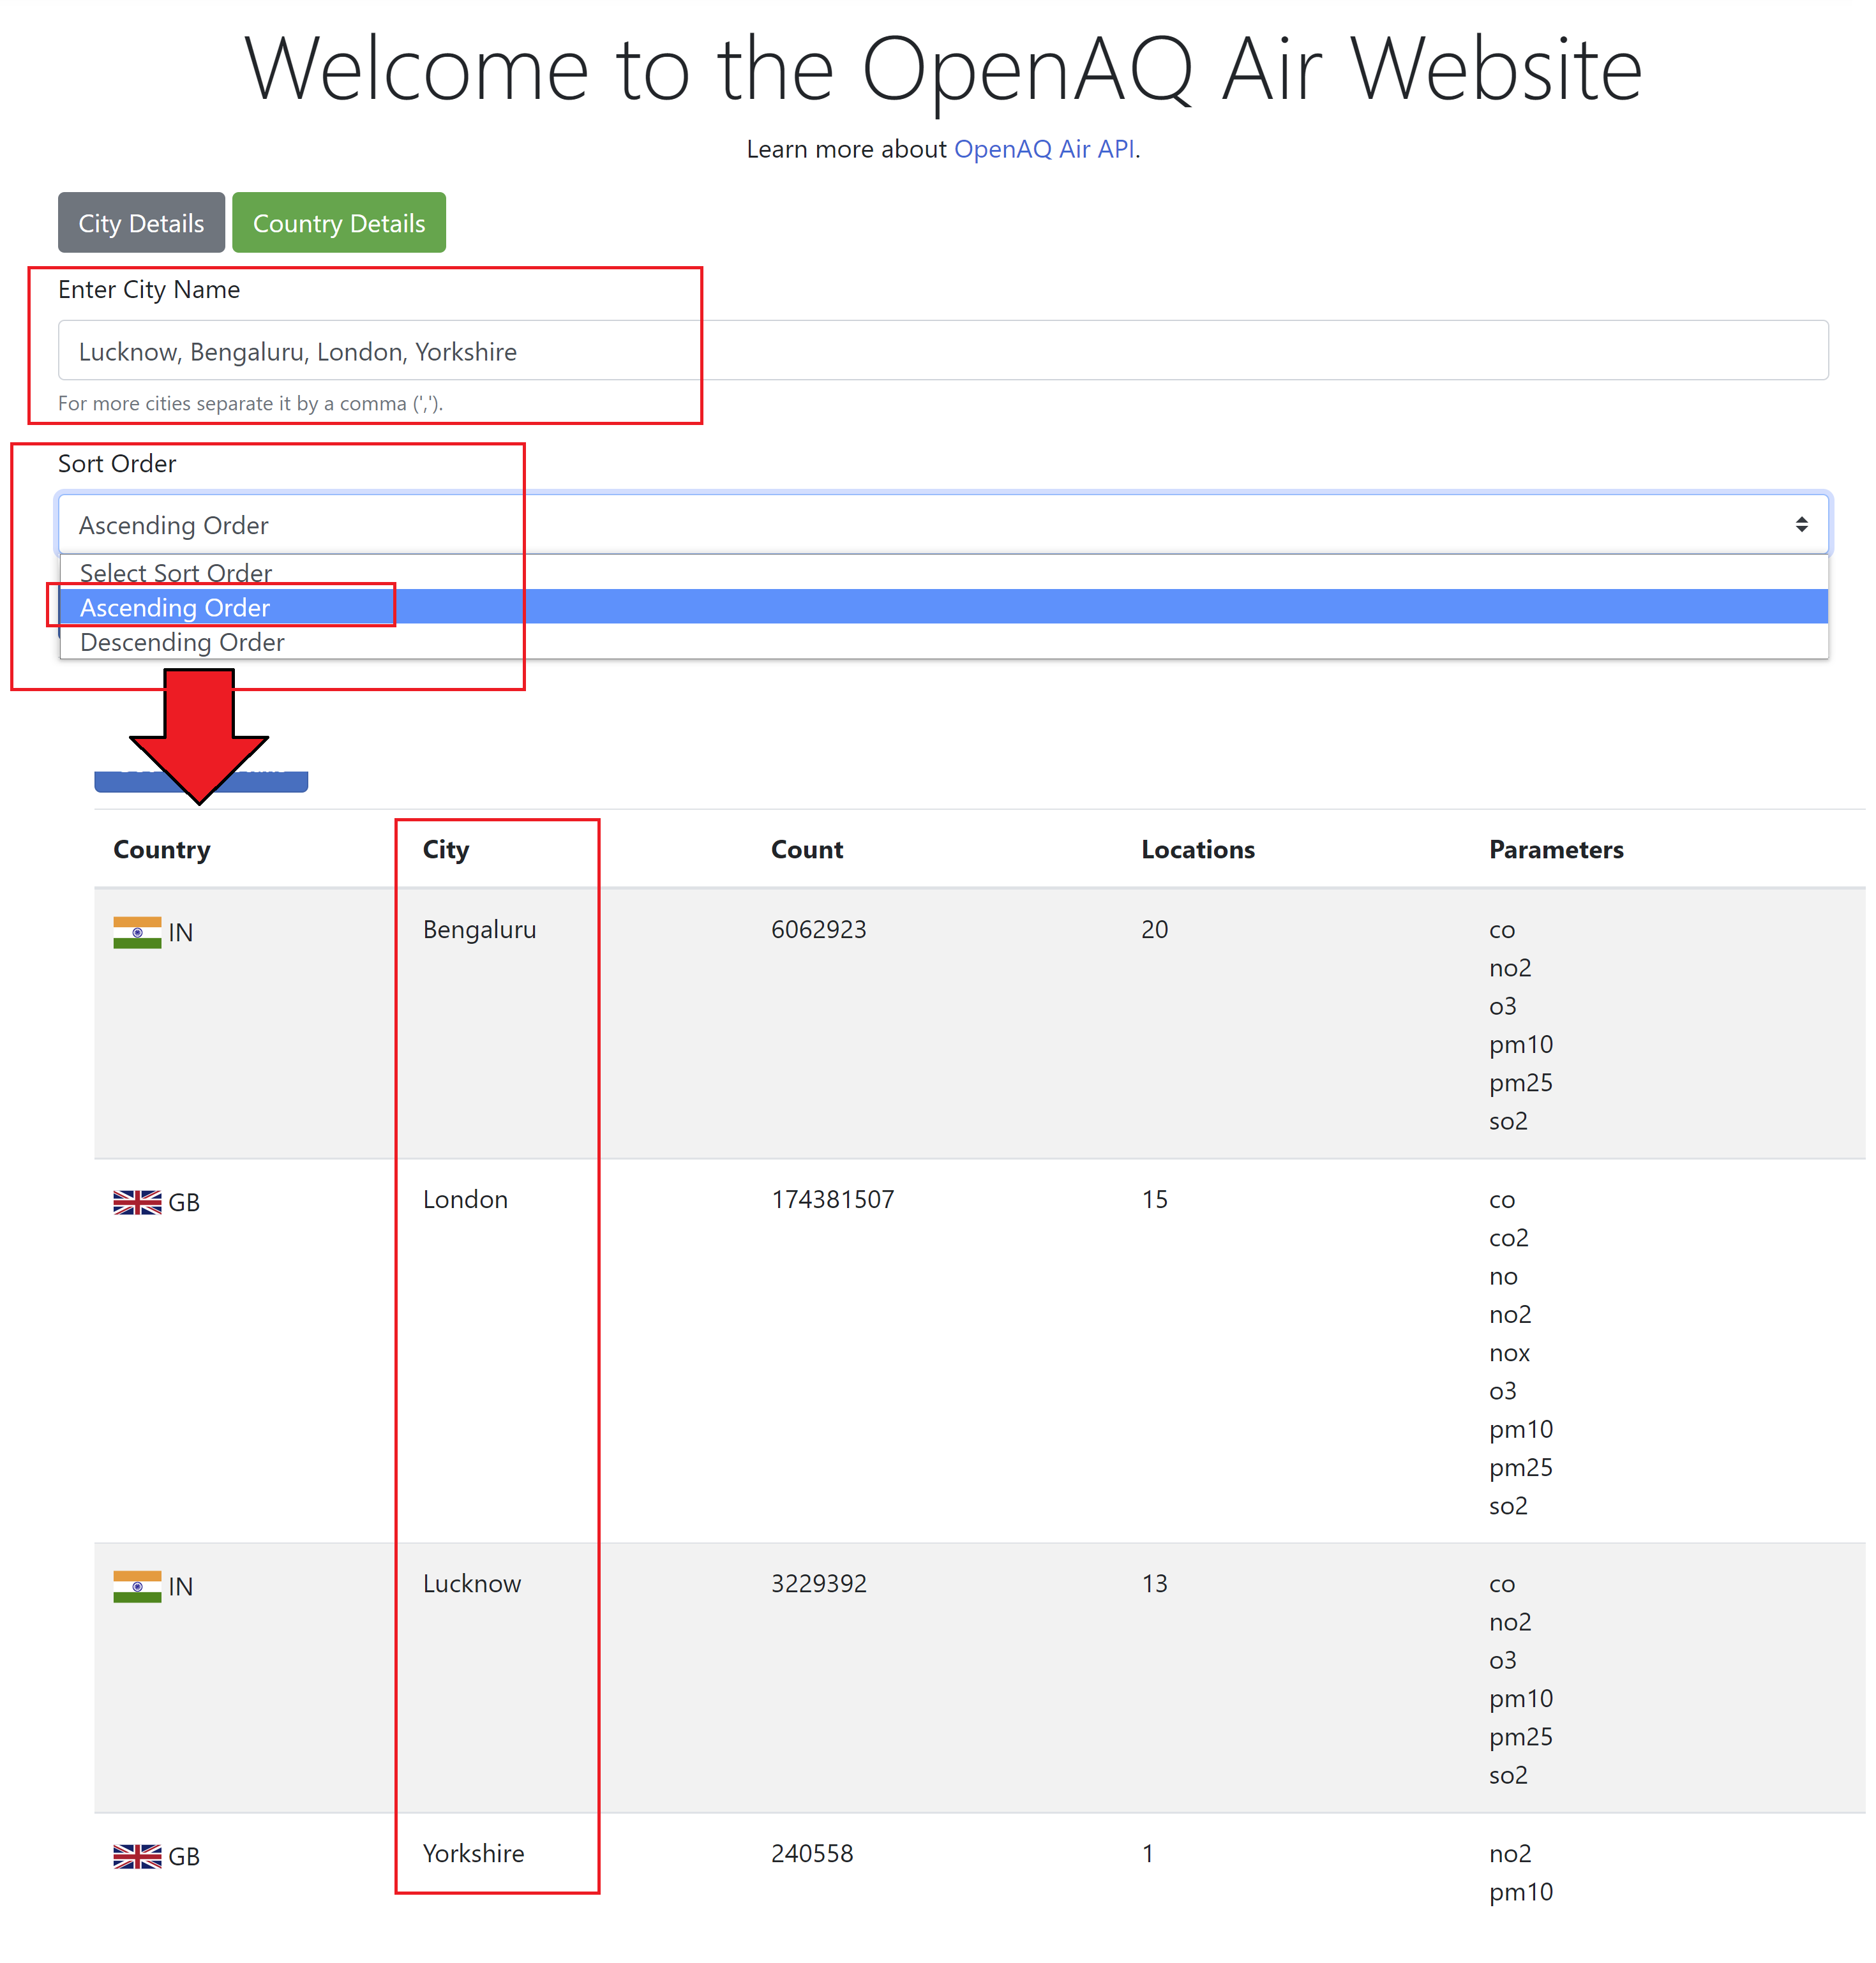 Welcome to the OpenAQ Air Website
Learn more about OpenAQ Air API.
City Details Country Details
Enter City Name
Lucknow, Bengaluru, London, Yorkshire
For more cities separate it by a comma (',').
Sort Order
Ascending Order
Select Sort Order
Ascending Order
Descending Order
Country City Count Locations Parameters
IN Bengaluru 6062923 20 co
no2
o3
pm10
pm25
so2
GB London 174381507 15 co
co2
no
no2
nox
o3
pm10
pm25
so2
IN Lucknow 3229392 13 co
no2
o3
pm10
pm25
so2
GB Yorkshire 240558 1 no2
pm10